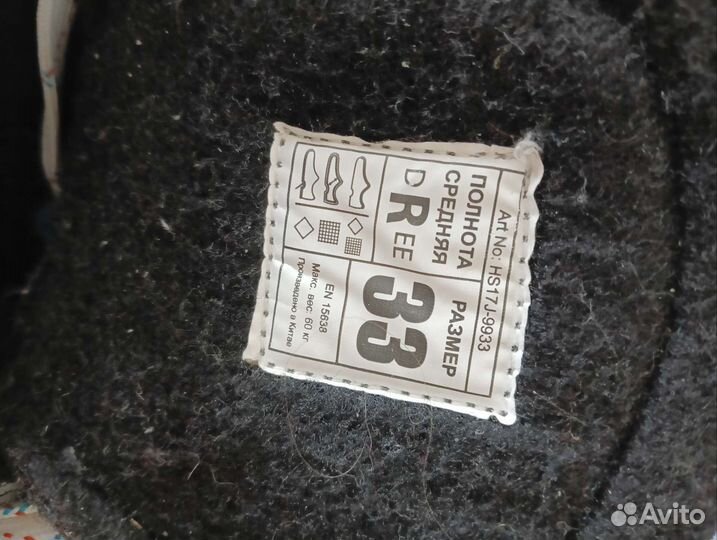 Art No: HS17J-9933
ПОЛНОТА
СРЕДНЯЯ
D R EE
РАЗМЕР
33
EN 15638
Макс. вес: 60 кг
Произведено в Китае
Avito